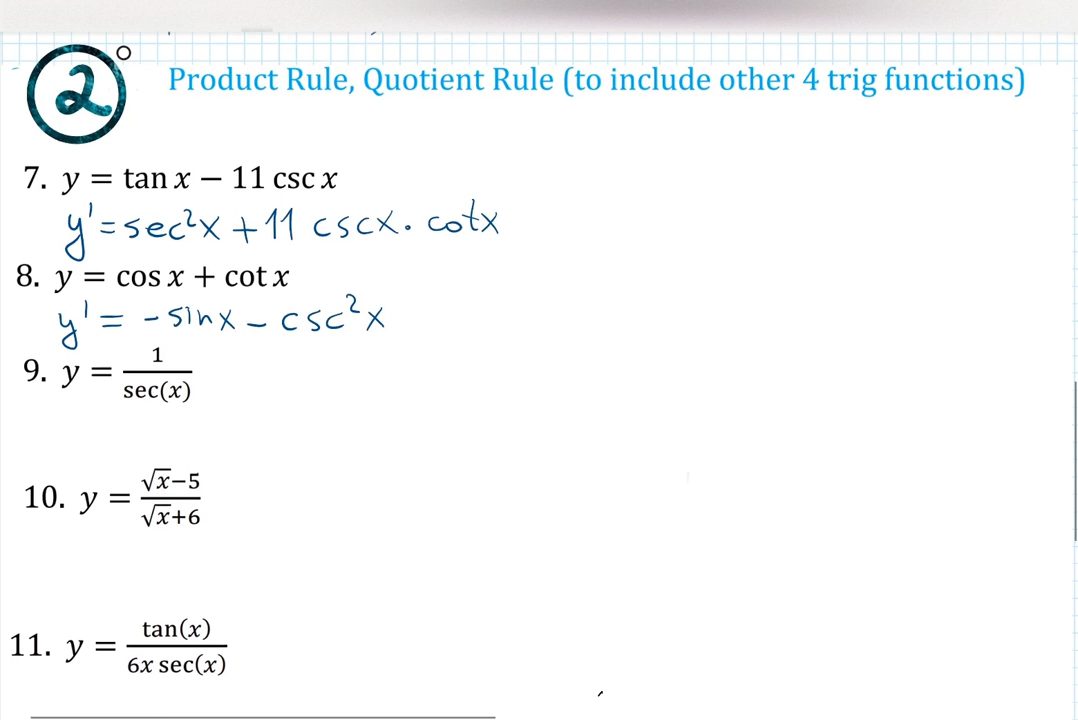 2
Product Rule, Quotient Rule (to include other 4 trig functions)
7. y = tan x − 11 csc x
y' = sec²x + 11 cscx · cotx
8. y = cos x + cot x
y' = - sinx - csc²x
9. y = 1/sec(x)
10. y = (√x−5)/(√x+6)
11. y = tan(x)/(6x sec(x))